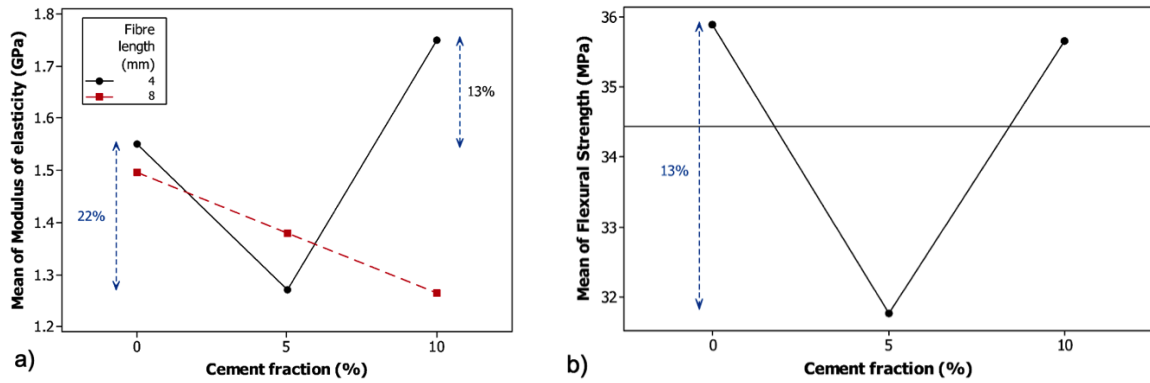 Mean of Modulus of elasticity (GPa)
1.8
1.7
1.6
1.5
1.4
1.3
1.2
Fibre
length
(mm)
4
8
22%
13%
0
5
10
Cement fraction (%)
a)
b)
Mean of Flexural Strength (MPa)
36
35
34
33
32
13%
0
5
10
Cement fraction (%)